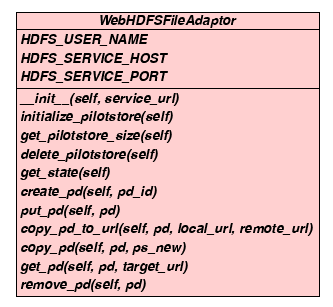 WebHDFSFileAdaptor
HDFS_USER_NAME
HDFS_SERVICE_HOST
HDFS_SERVICE_PORT
__init__(self, service_url)
initialize_pilotstore(self)
get_pilotstore_size(self)
delete_pilotstore(self)
get_state(self)
create_pd(self, pd_id)
put_pd(self, pd)
copy_pd_to_url(self, pd, local_url, remote_url)
copy_pd(self, pd, ps_new)
get_pd(self, pd, target_url)
remove_pd(self, pd)